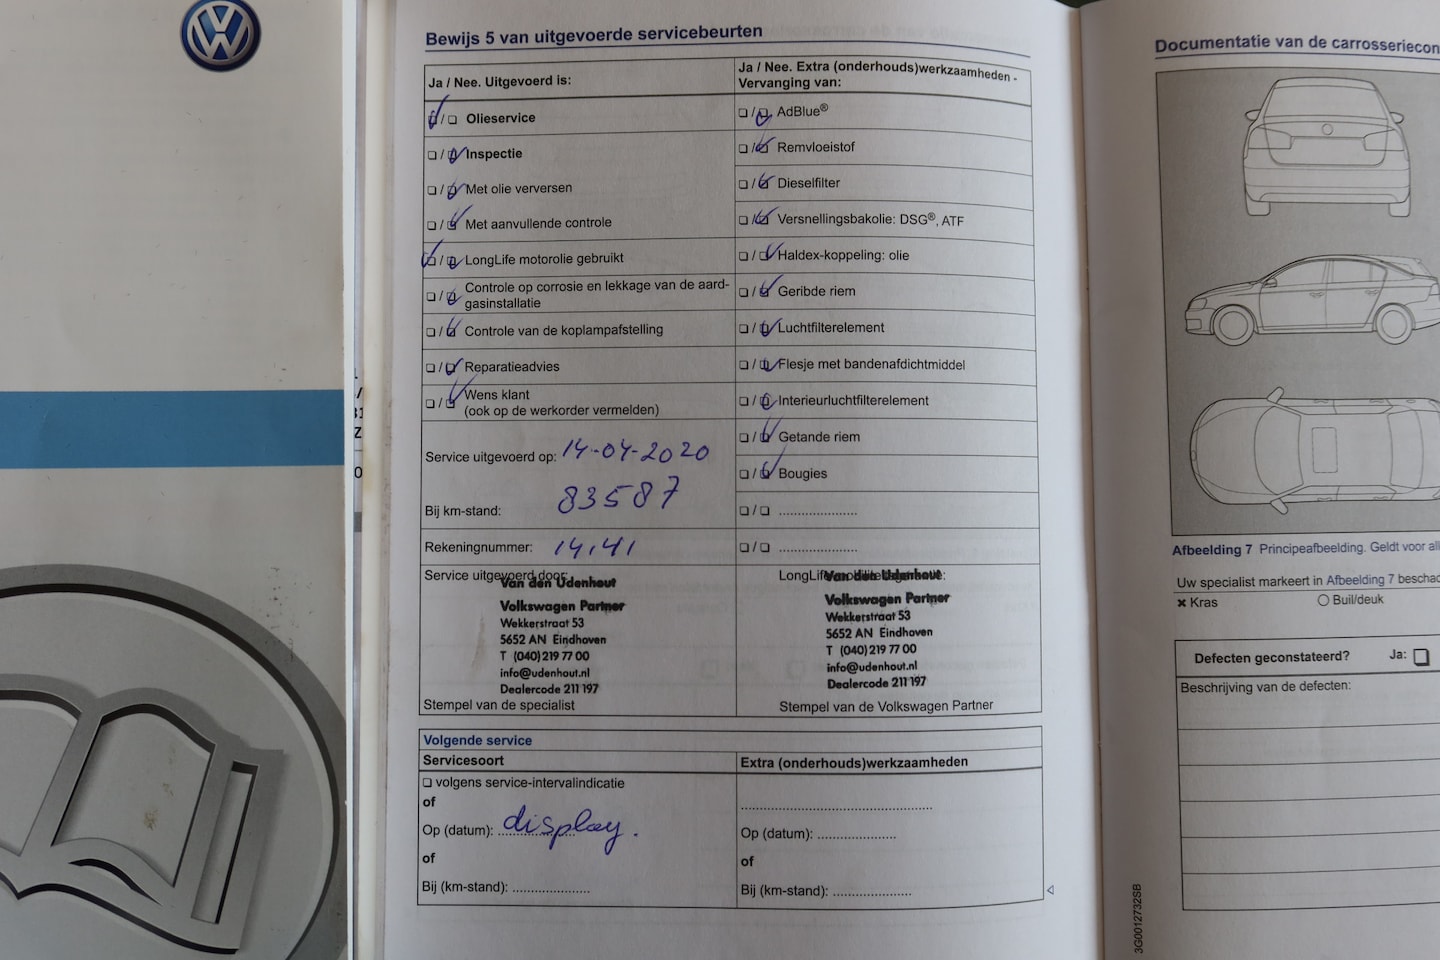 Bewijs 5 van uitgevoerde servicebeurten
Ja / Nee. Uitgevoerd is:
Ja / Nee. Extra (onderhouds)werkzaamheden -
Vervanging van:
❑ / ❑ Olieservice
❑ / ❑ Inspectie
❑ / ❑ Met olie verversen
❑ / ❑ Met aanvullende controle
❑ / ❑ LongLife motorolie gebruikt
❑ / ❑ Controle op corrosie en lekkage van de aard-
gasinstallatie
❑ / ❑ Controle van de koplampafstelling
❑ / ❑ Reparatieadvies
❑ / ❑ Wens klant
(ook op de werkorder vermelden)
❑ / ❑ AdBlue®
❑ / ❑ Remvloeistof
❑ / ❑ Dieselfilter
❑ / ❑ Versnellingsbakolie: DSG®, ATF
❑ / ❑ Haldex-koppeling: olie
❑ / ❑ Geribde riem
❑ / ❑ Luchtfilterelement
❑ / ❑ Flesje met bandenafdichtmiddel
❑ / ❑ Interieurluchtfilterelement
❑ / ❑ Getande riem
❑ / ❑ Bougies
❑ / ❑ .....................
❑ / ❑ .....................
Service uitgevoerd op: 14-04-2020
Bij km-stand: 83587
Rekeningnummer: 14141
Service uitgevoerd door:
Van den Udenhout
Volkswagen Partner
Wekkerstraat 53
5652 AN Eindhoven
T (040) 219 77 00
info@udenhout.nl
Dealercode 211 197
Stempel van de specialist
Van den Udenhout
Volkswagen Partner
Wekkerstraat 53
5652 AN Eindhoven
T (040) 219 77 00
info@udenhout.nl
Dealercode 211 197
Stempel van de Volkswagen Partner
Volgende service
Servicesoort
❑ volgens service-intervalindicatie
of
Op (datum): display.
of
Bij (km-stand): .....................
Extra (onderhouds)werkzaamheden
.....................................................
Op (datum): .....................
of
Bij (km-stand): .....................
Documentatie van de carrosseriecon
Afbeelding 7 Principeafbeelding. Geldt voor all
Uw specialist markeert in Afbeelding 7 beschad
× Kras
○ Buil/deuk
Defecten geconstateerd? Ja: ❑
Beschrijving van de defecten:
3G0012732SB